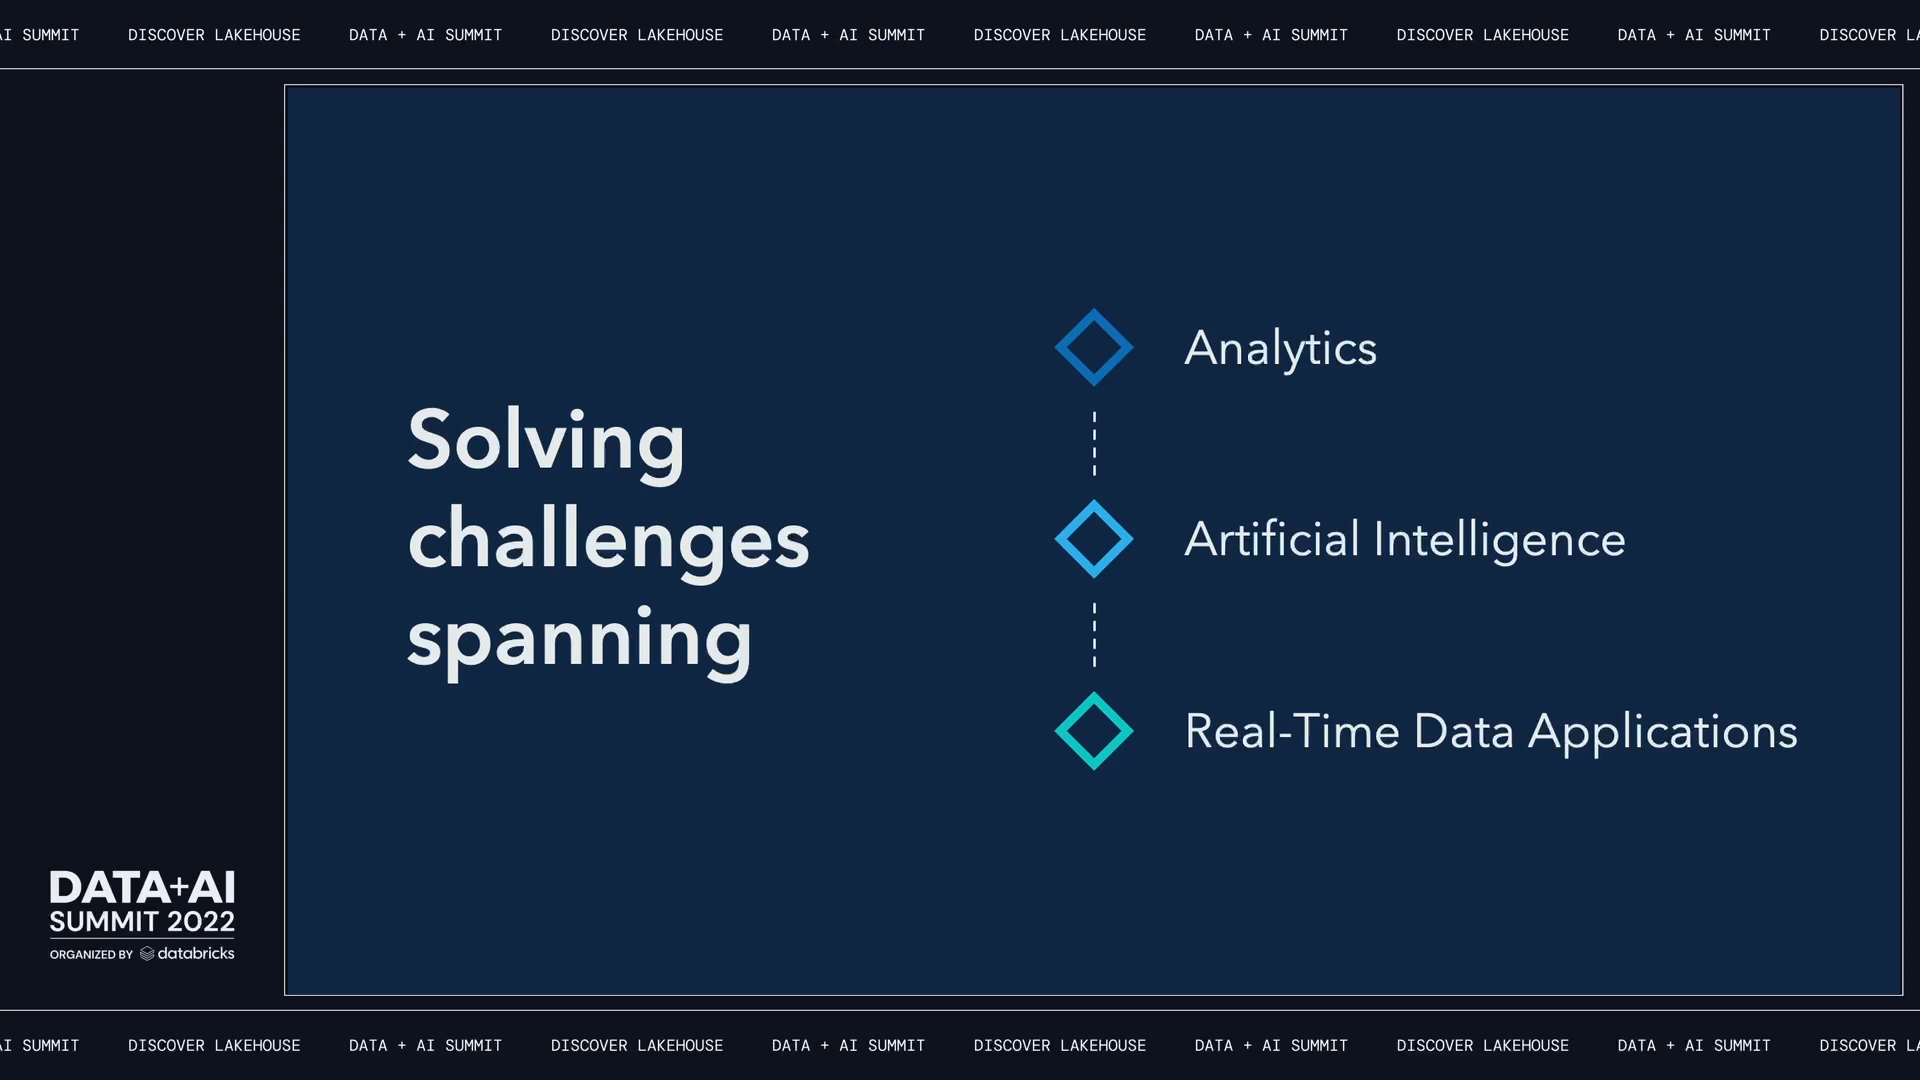 AI SUMMIT DISCOVER LAKEHOUSE DATA + AI SUMMIT DISCOVER LAKEHOUSE DATA + AI SUMMIT DISCOVER LAKEHOUSE DATA + AI SUMMIT DISCOVER LAKEHOUSE DATA + AI SUMMIT DISCOVER LA
Solving
challenges
spanning
Analytics
Artificial Intelligence
Real-Time Data Applications
DATA+AI
SUMMIT 2022
ORGANIZED BY databricks
AI SUMMIT DISCOVER LAKEHOUSE DATA + AI SUMMIT DISCOVER LAKEHOUSE DATA + AI SUMMIT DISCOVER LAKEHOUSE DATA + AI SUMMIT DISCOVER LAKEHOUSE DATA + AI SUMMIT DISCOVER LA